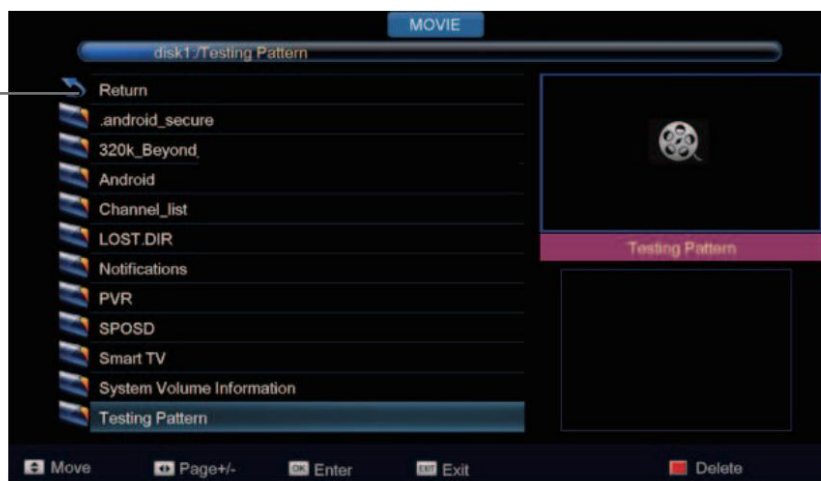 MOVIE
disk1:/Testing Pattern
Return
.android_secure
320k_Beyond
Android
Channel_list
LOST.DIR
Notifications
PVR
SPOSD
Smart TV
System Volume Information
Testing Pattern
Testing Pattern
Move Page+/- OK Enter EXIT Exit Delete